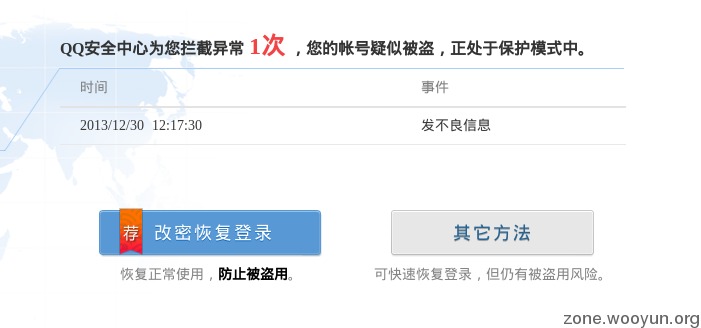 QQ安全中心为您拦截异常 1次 ，您的帐号疑似被盗，正处于保护模式中。
时间 事件
2013/12/30 12:17:30 发不良信息
荐 改密恢复登录 其它方法
恢复正常使用，防止被盗用。 可快速恢复登录，但仍有被盗用风险。
zone.wooyun.org